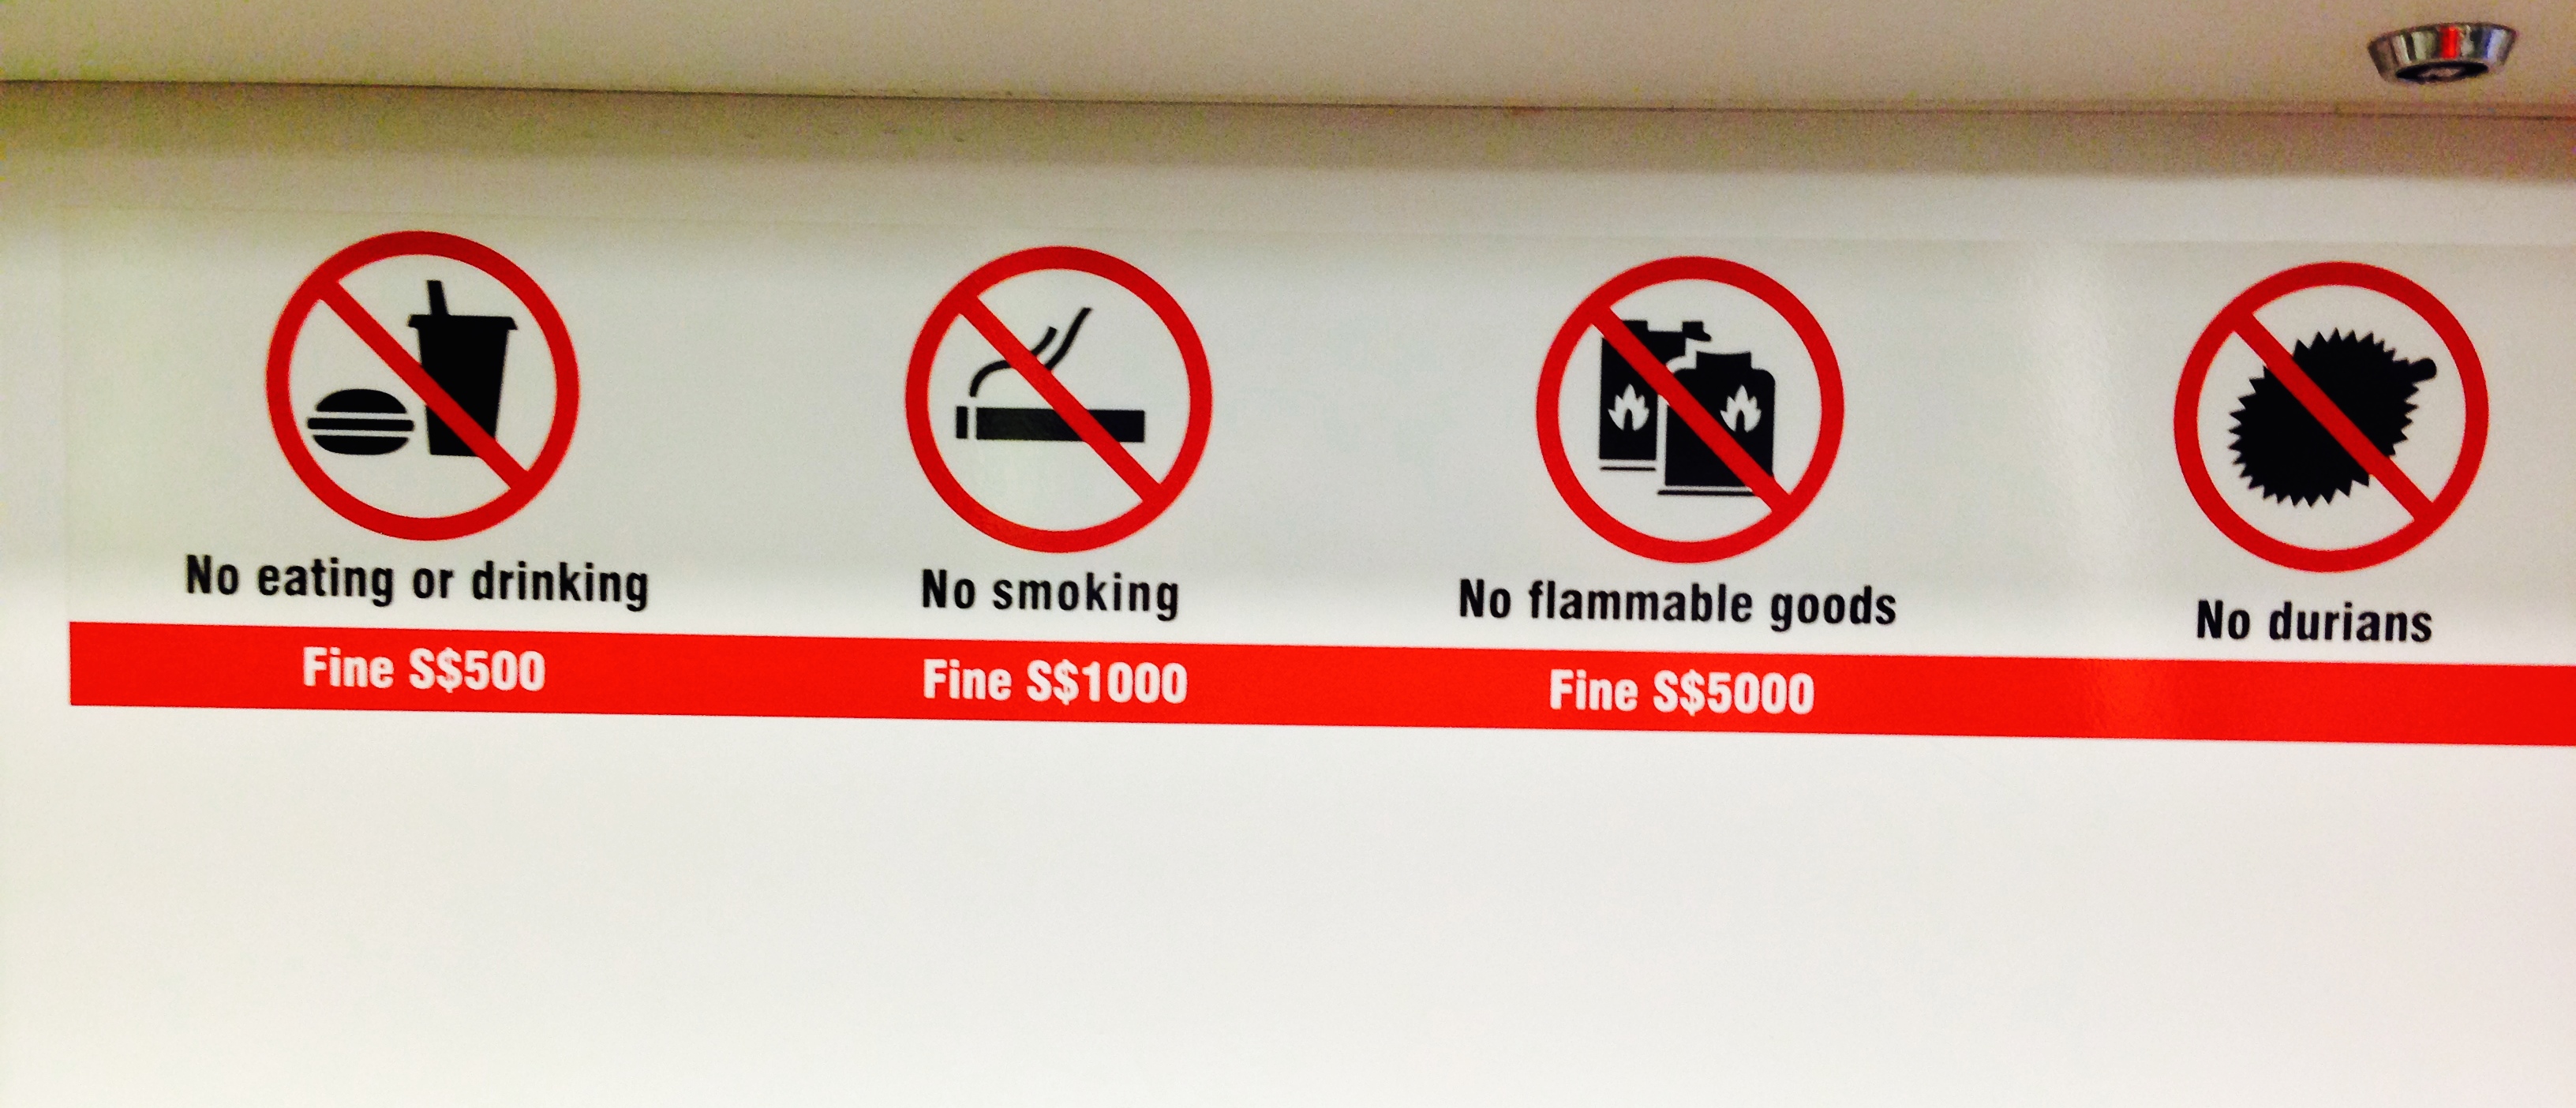 No eating or drinking
Fine S$500
No smoking
Fine S$1000
No flammable goods
Fine S$5000
No durians